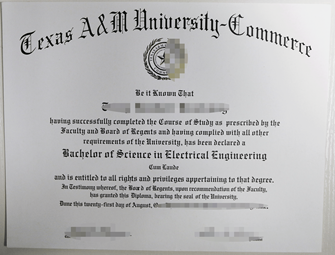 Texas A&M University-Commerce
Be it Known That
having successfully completed the Course of Study as prescribed by the
Faculty and Board of Regents and having complied with all other
requirements of the University, has been declared a
Bachelor of Science in Electrical Engineering
Cum Laude
and is entitled to all rights and privileges appertaining to that degree.
In Testimony whereof, the Board of Regents, upon recommendation of the Faculty,
has granted this Diploma, bearing the seal of the University.
Done this twenty-first day of August,